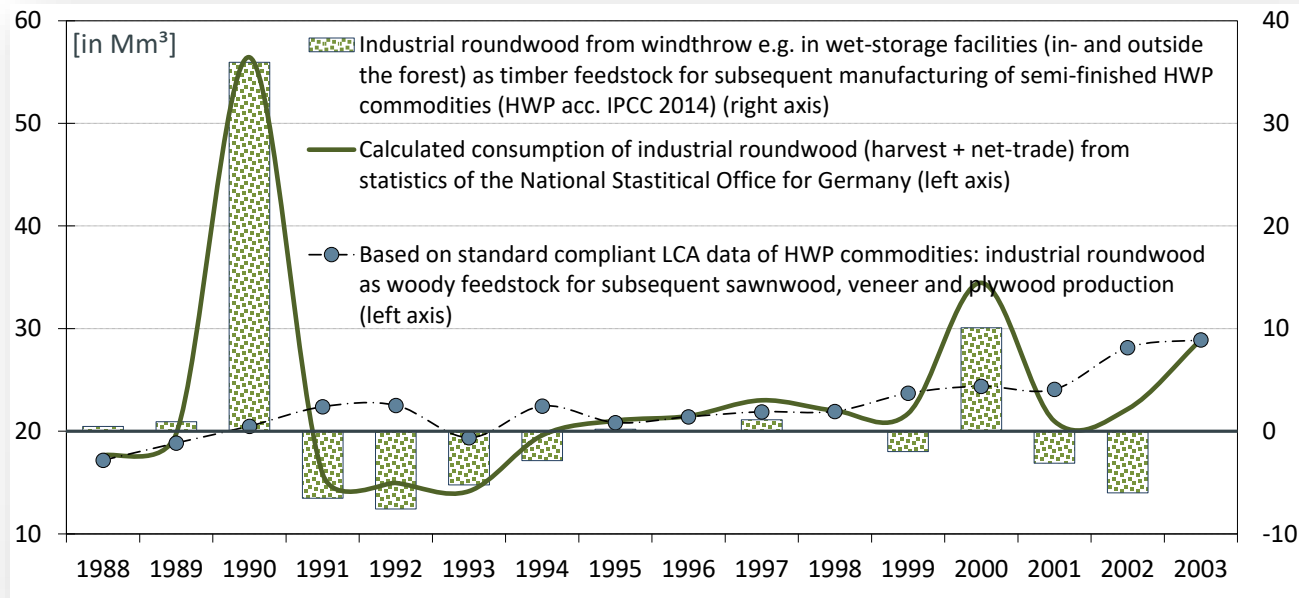 60
50
40
30
20
10
[in Mm³]
Industrial roundwood from windthrow e.g. in wet-storage facilities (in- and outside
the forest) as timber feedstock for subsequent manufacturing of semi-finished HWP
commodities (HWP acc. IPCC 2014) (right axis)
Calculated consumption of industrial roundwood (harvest + net-trade) from
statistics of the National Stastitical Office for Germany (left axis)
Based on standard compliant LCA data of HWP commodities: industrial roundwood
as woody feedstock for subsequent sawnwood, veneer and plywood production
(left axis)
40
30
20
10
0
-10
1988 1989 1990 1991 1992 1993 1994 1995 1996 1997 1998 1999 2000 2001 2002 2003